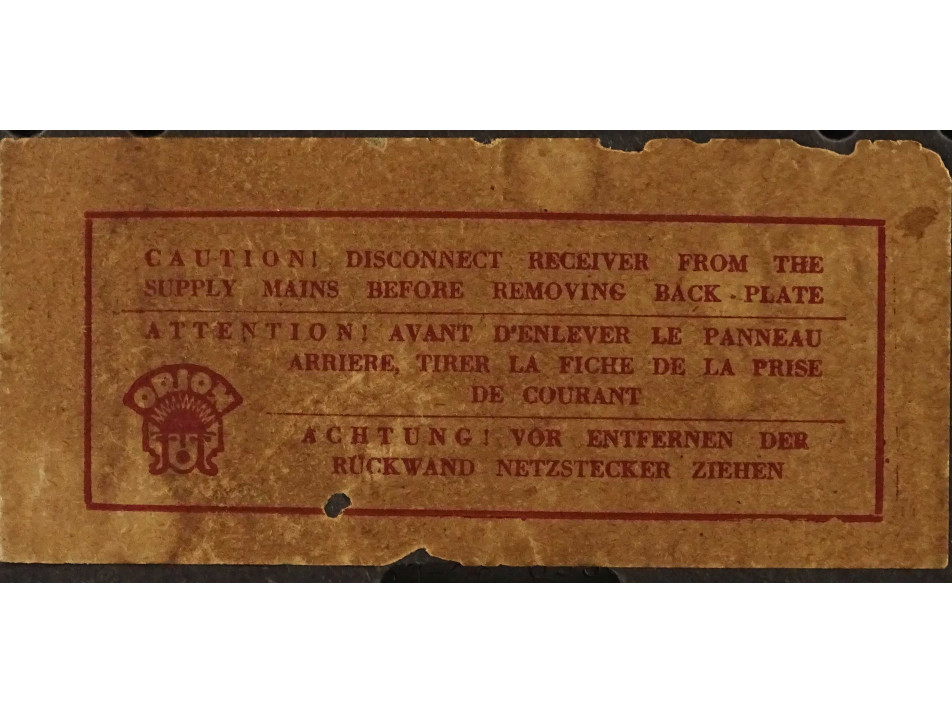 CAUTION! DISCONNECT RECEIVER FROM THE
SUPPLY MAINS BEFORE REMOVING BACK PLATE
ATTENTION! AVANT D'ENLEVER LE PANNEAU
ARRIERE, TIRER LA FICHE DE LA PRISE
DE COURANT
ORION
ACHTUNG! VOR ENTFERNEN DER
RÜCKWAND NETZSTECKER ZIEHEN